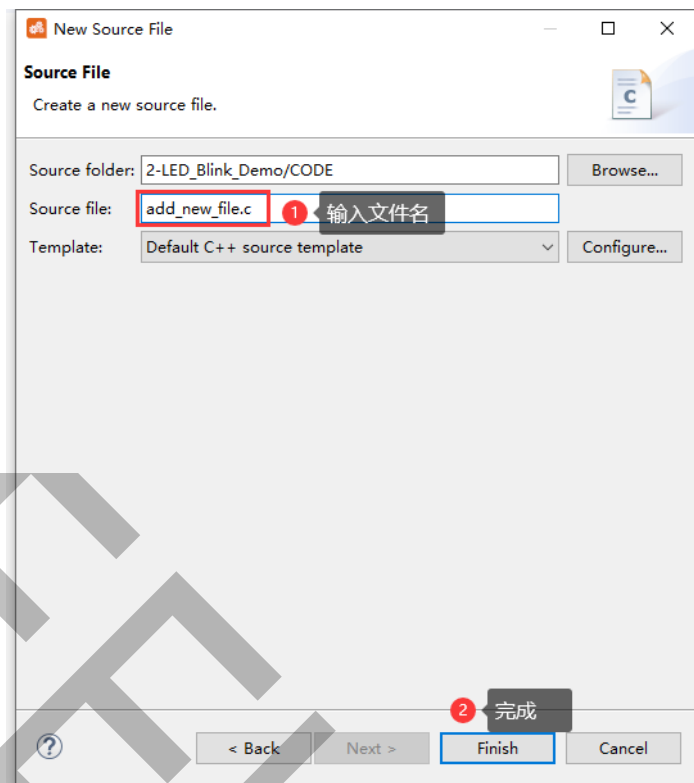 New Source File
Source File
Create a new source file.
C
Source folder: 2-LED_Blink_Demo/CODE Browse...
Source file: add_new_file.c 1 输入文件名
Template: Default C++ source template Configure...
2 完成
? < Back Next > Finish Cancel